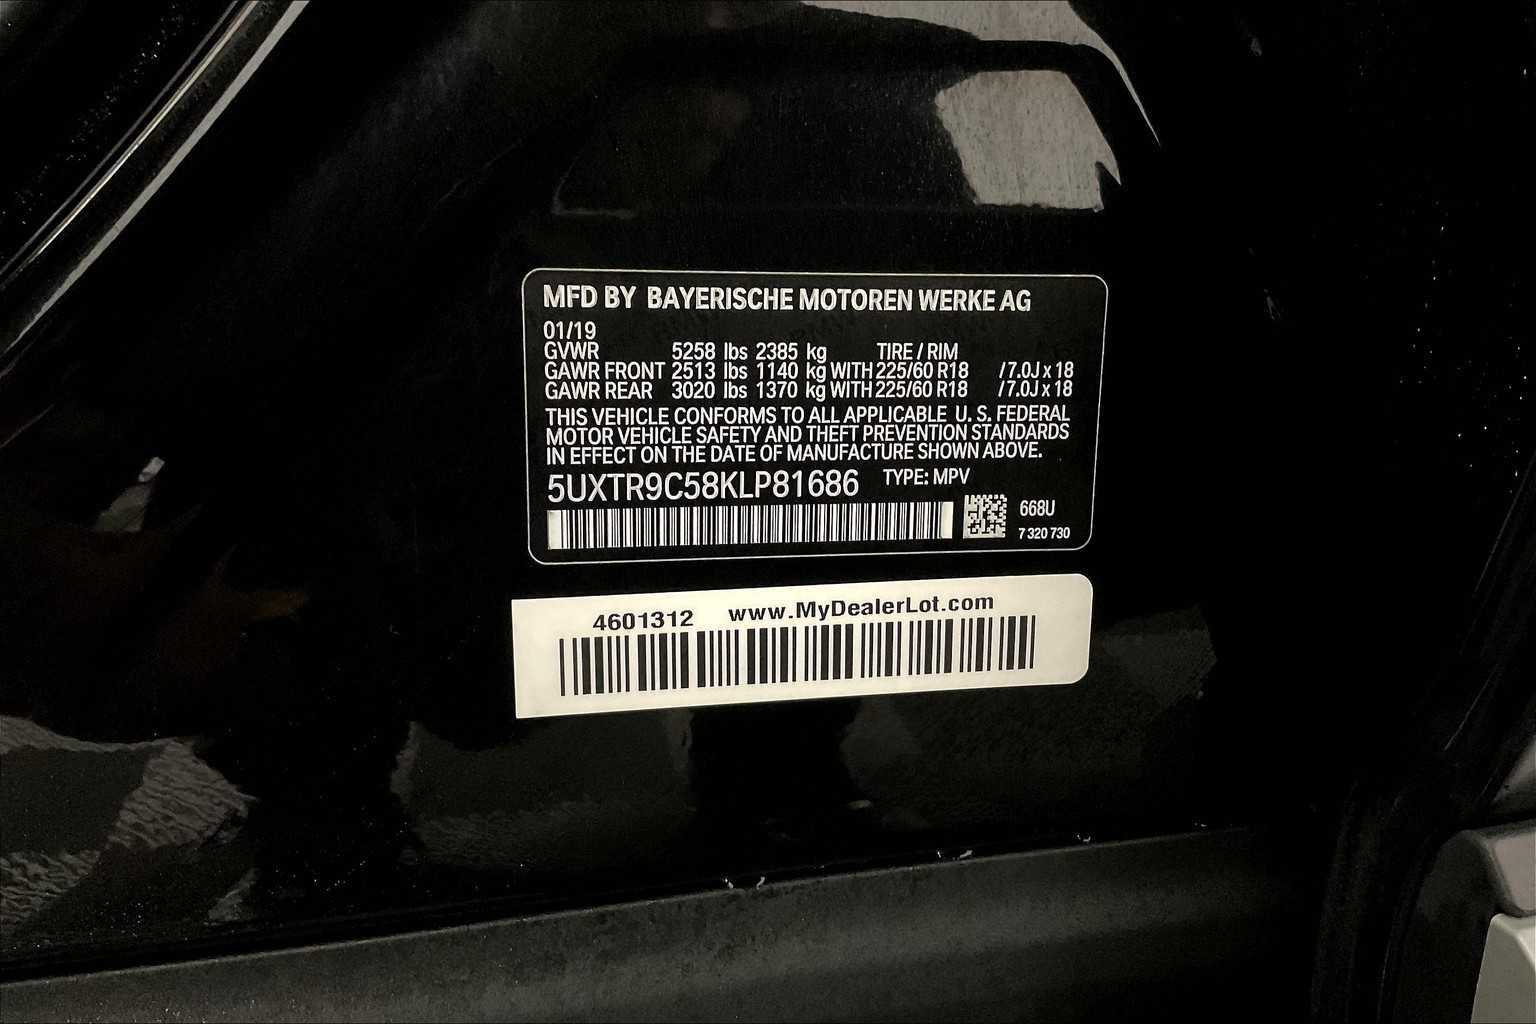 MFD BY BAYERISCHE MOTOREN WERKE AG
01/19
GVWR 5258 lbs 2385 kg TIRE / RIM
GAWR FRONT 2513 lbs 1140 kg WITH 225/60 R18 / 7.0J x 18
GAWR REAR 3020 lbs 1370 kg WITH 225/60 R18 / 7.0J x 18
THIS VEHICLE CONFORMS TO ALL APPLICABLE U. S. FEDERAL
MOTOR VEHICLE SAFETY AND THEFT PREVENTION STANDARDS
IN EFFECT ON THE DATE OF MANUFACTURE SHOWN ABOVE.
5UXTR9C58KLP81686 TYPE: MPV
668U
7 320 730
4601312 www.MyDealerLot.com